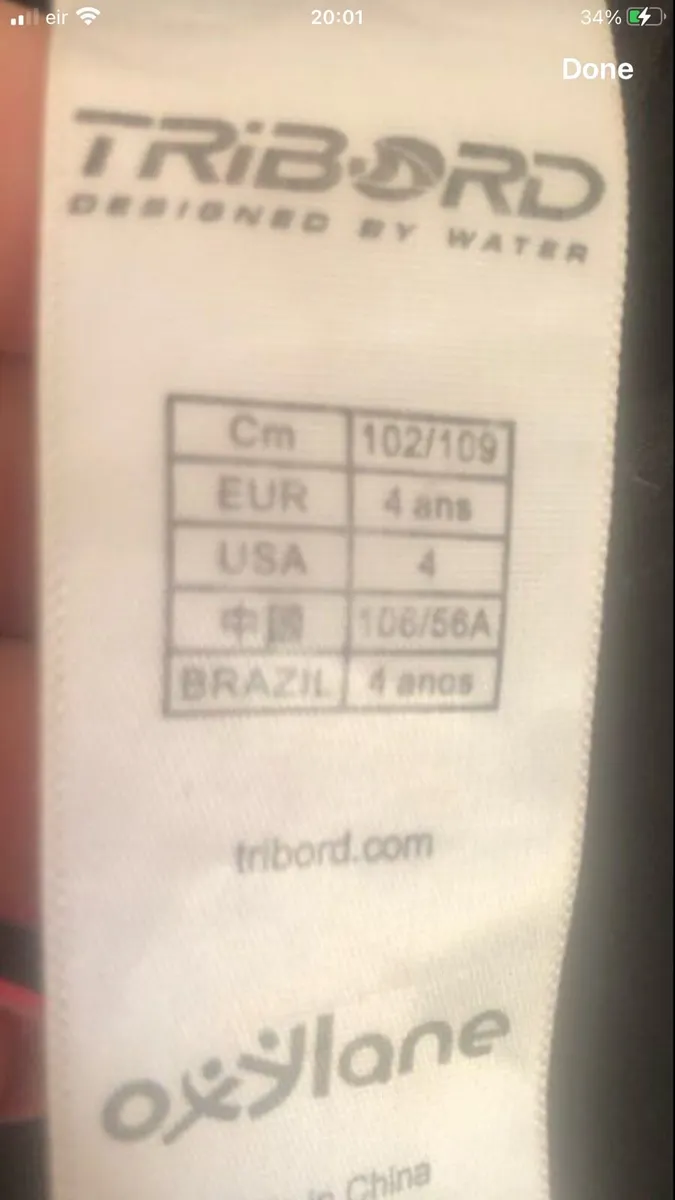 eir 20:01 34%
Done
TRiBORD
DESIGNED BY WATER
Cm 102/109
EUR 4 ans
USA 4
中國 106/56A
BRAZIL 4 anos
tribord.com
oxylane
in China